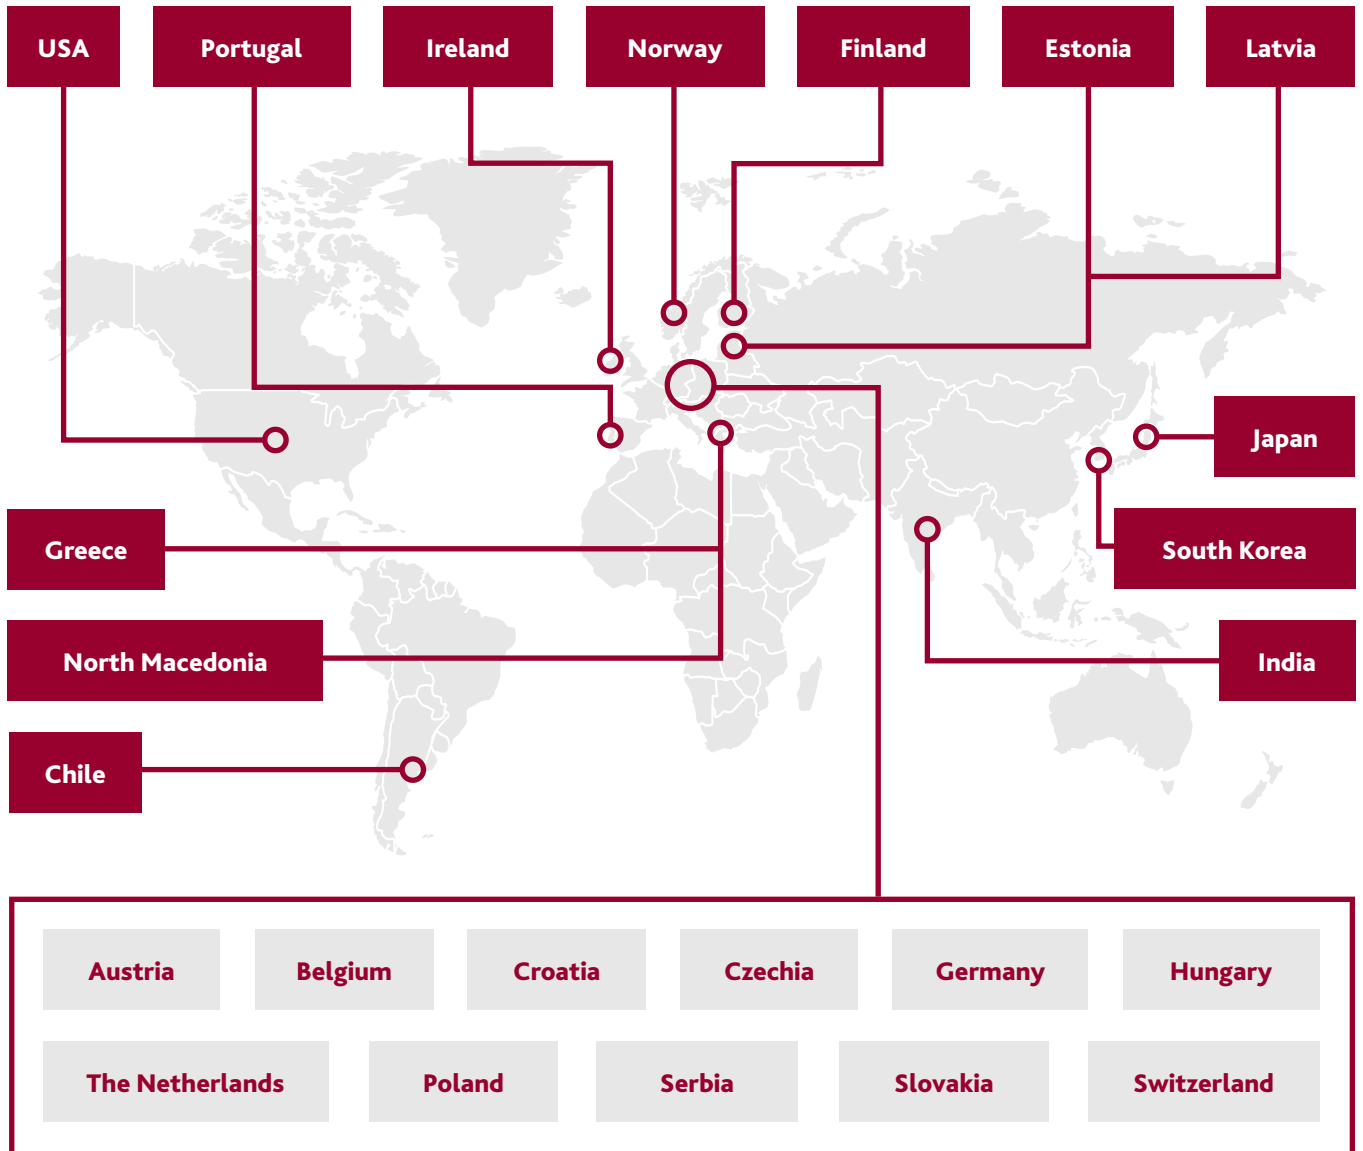 USA
Portugal
Ireland
Norway
Finland
Estonia
Latvia
Japan
Greece
South Korea
North Macedonia
India
Chile
Austria
Belgium
Croatia
Czechia
Germany
Hungary
The Netherlands
Poland
Serbia
Slovakia
Switzerland